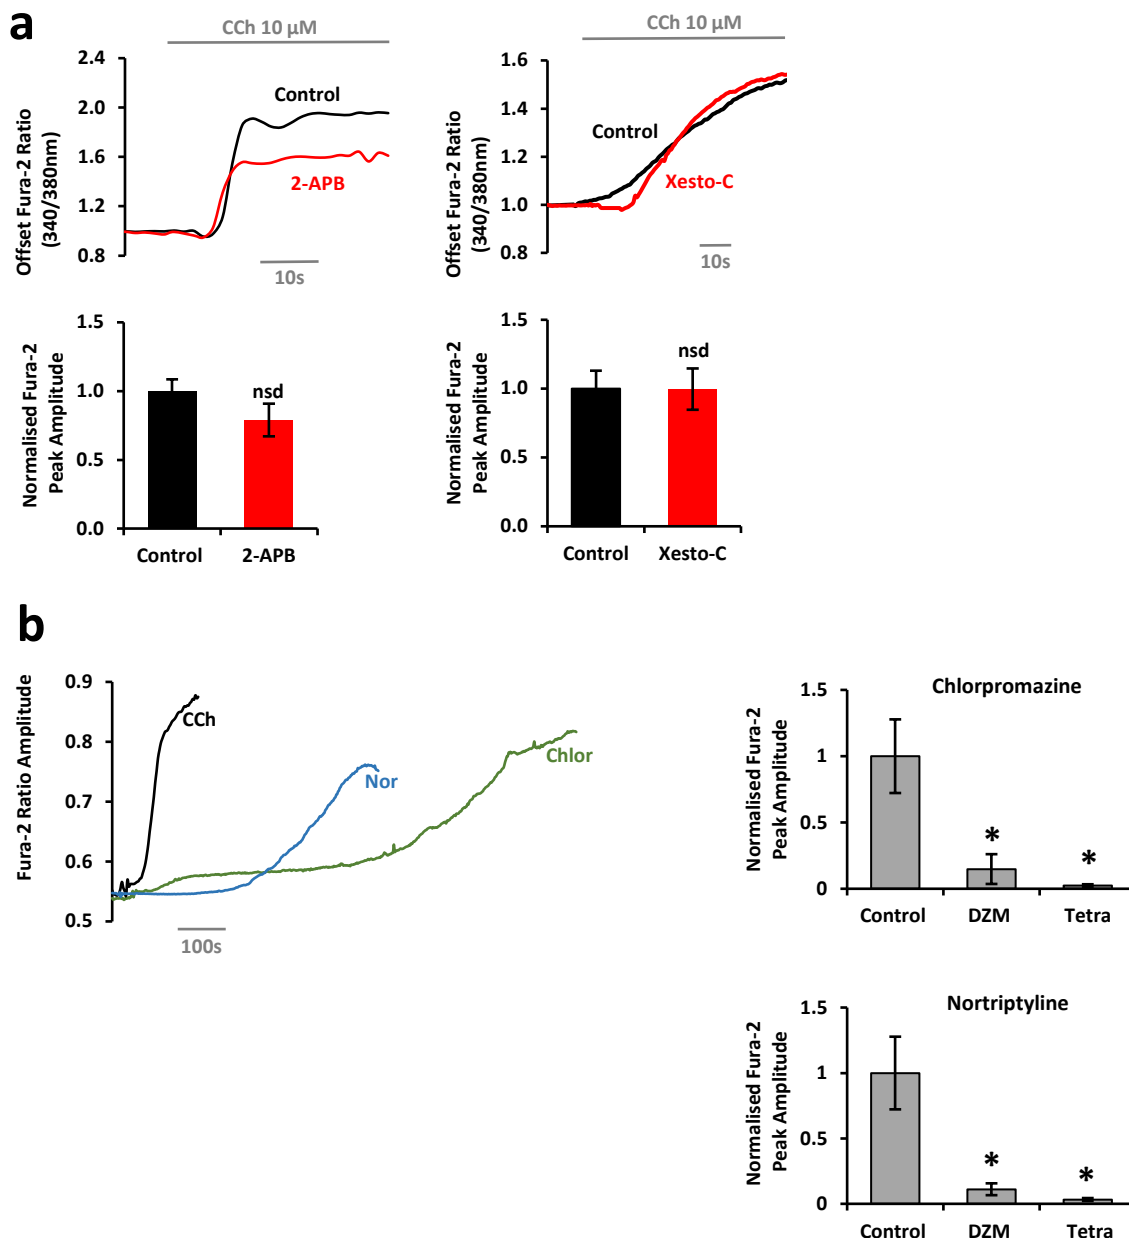 a
CCh 10 µM
2.4
2.0
1.6
1.2
0.8
Offset Fura-2 Ratio
(340/380nm)
Control
2-APB
10s
CCh 10 µM
1.6
1.4
1.2
1.0
0.8
Offset Fura-2 Ratio
(340/380nm)
Control
Xesto-C
10s
1.5
1.0
0.5
0.0
Normalised Fura-2
Peak Amplitude
nsd
Control
2-APB
1.5
1.0
0.5
0.0
Normalised Fura-2
Peak Amplitude
nsd
Control
Xesto-C
b
0.9
0.8
0.7
0.6
0.5
Fura-2 Ratio Amplitude
CCh
Nor
Chlor
100s
Chlorpromazine
1.5
1
0.5
0
Normalised Fura-2
Peak Amplitude
*
*
Control
DZM
Tetra
Nortriptyline
1.5
1
0.5
0
Normalised Fura-2
Peak Amplitude
*
*
Control
DZM
Tetra